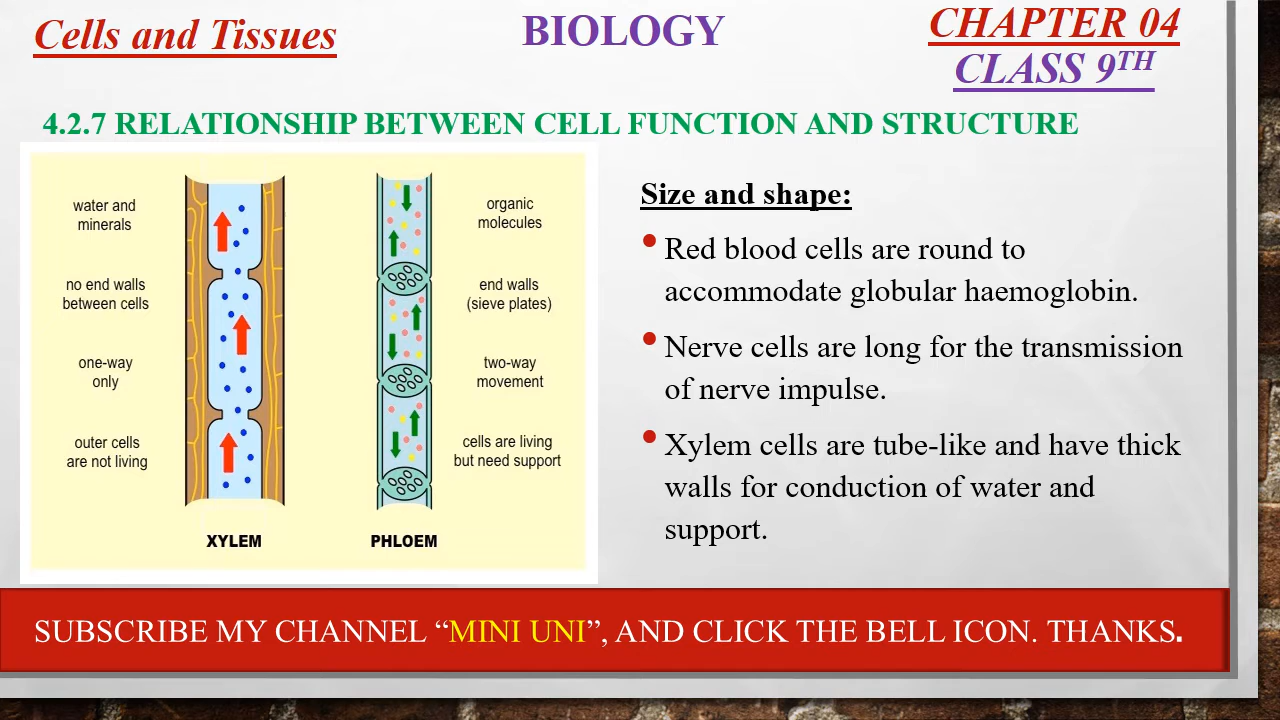 Cells and Tissues
BIOLOGY
CHAPTER 04
CLASS 9TH
4.2.7 RELATIONSHIP BETWEEN CELL FUNCTION AND STRUCTURE
water and
minerals
no end walls
between cells
one-way
only
outer cells
are not living
XYLEM
organic
molecules
end walls
(sieve plates)
two-way
movement
cells are living
but need support
PHLOEM
Size and shape:
• Red blood cells are round to
accommodate globular haemoglobin.
• Nerve cells are long for the transmission
of nerve impulse.
• Xylem cells are tube-like and have thick
walls for conduction of water and
support.
SUBSCRIBE MY CHANNEL “MINI UNI”, AND CLICK THE BELL ICON. THANKS.